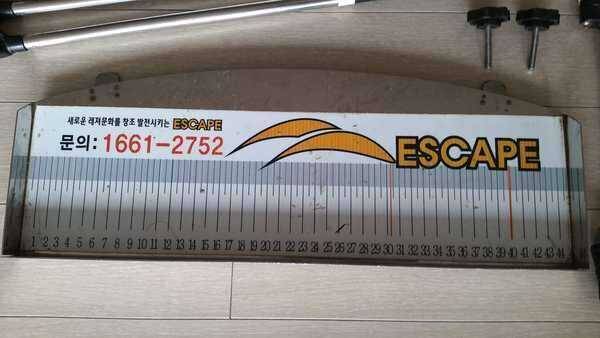 새로운 레저문화를 창조 발전시키는 ESCAPE
문의: 1661-2752
ESCAPE
1 2 3 4 5 6 7 8 9 10 11 12 13 14 15 16 17 18 19 20 21 22 23 24 25 26 27 28 29 30 31 32 33 34 35 36 37 38 39 40 41 42 43 44